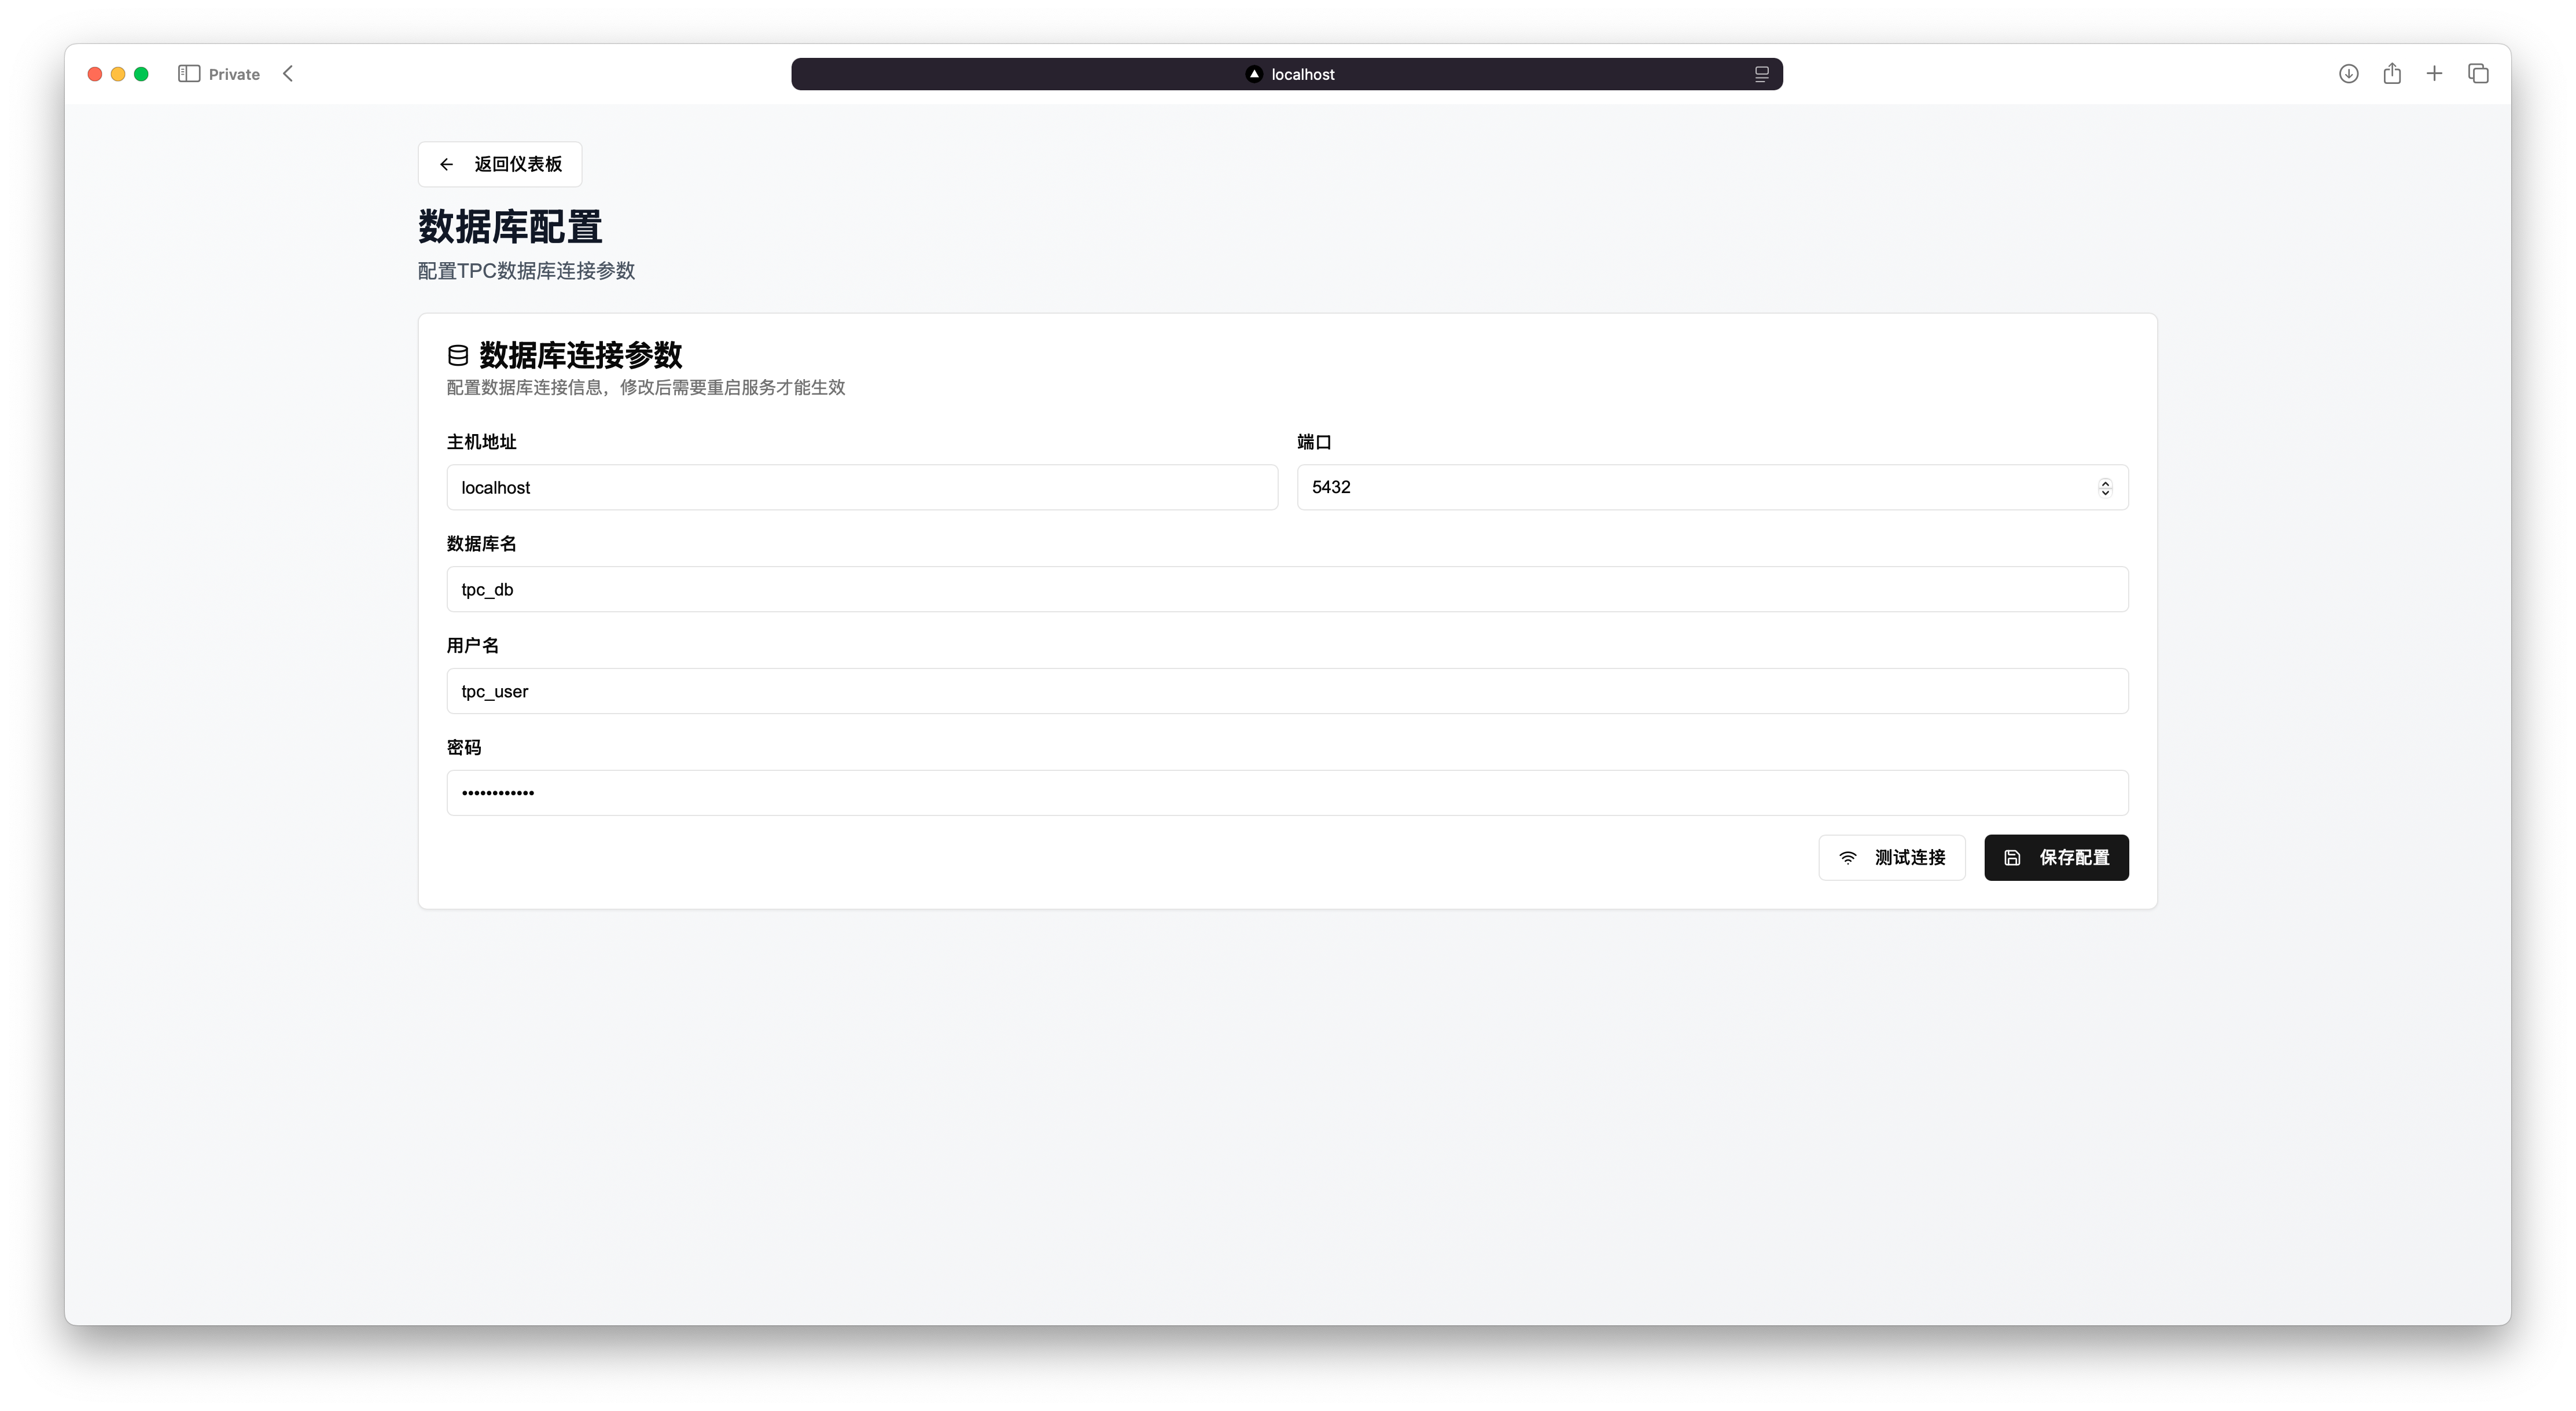 Private
localhost
返回仪表板
数据库配置
配置TPC数据库连接参数
数据库连接参数
配置数据库连接信息，修改后需要重启服务才能生效
主机地址
端口
localhost
5432
数据库名
tpc_db
用户名
tpc_user
密码
••••••••••••
测试连接
保存配置